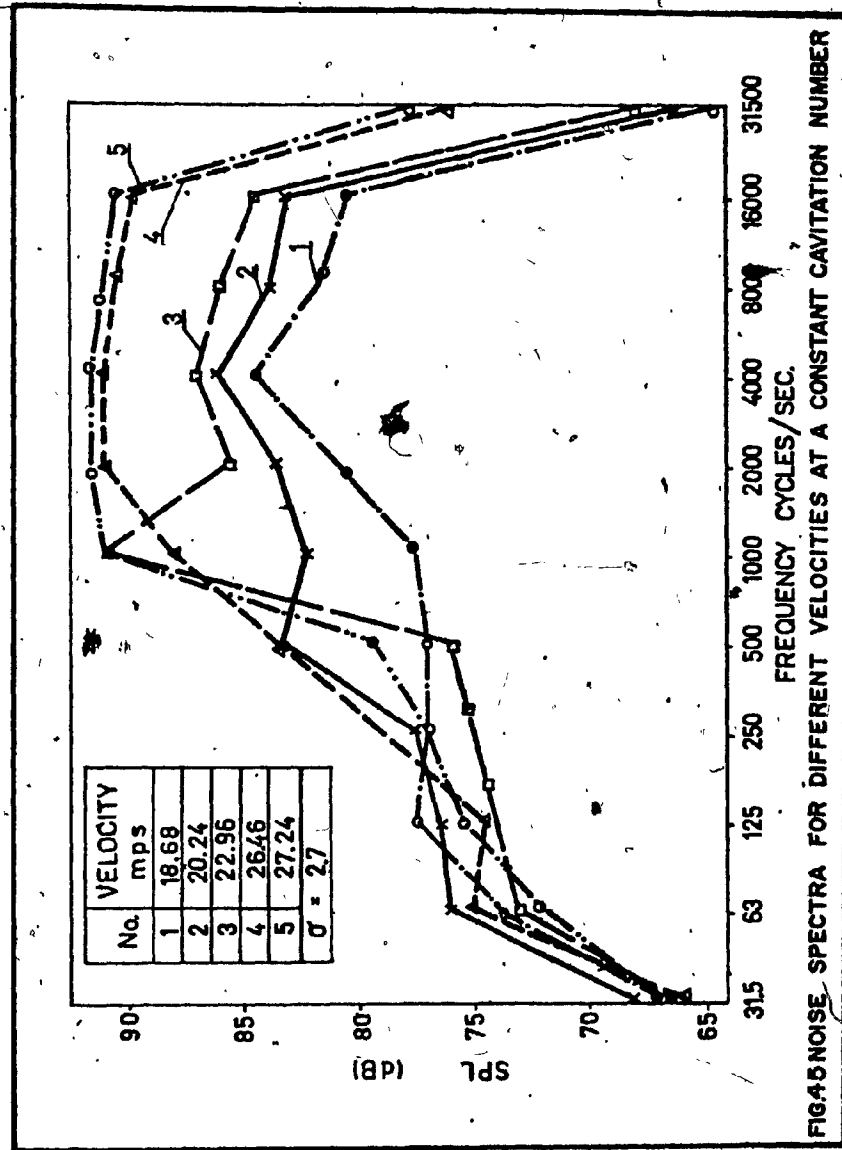 No. VELOCITY mps
1 18.68
2 20.24
3 22.96
4 26.46
5 27.24
σ = 2.7
SPL (dB)
90
85
80
75
70
65
1
2
3
4
5
31.5 63 125 250 500 1000 2000 4000 8000 16000 31500
FREQUENCY CYCLES/SEC.
FIG.4.5 NOISE SPECTRA FOR DIFFERENT VELOCITIES AT A CONSTANT CAVITATION NUMBER